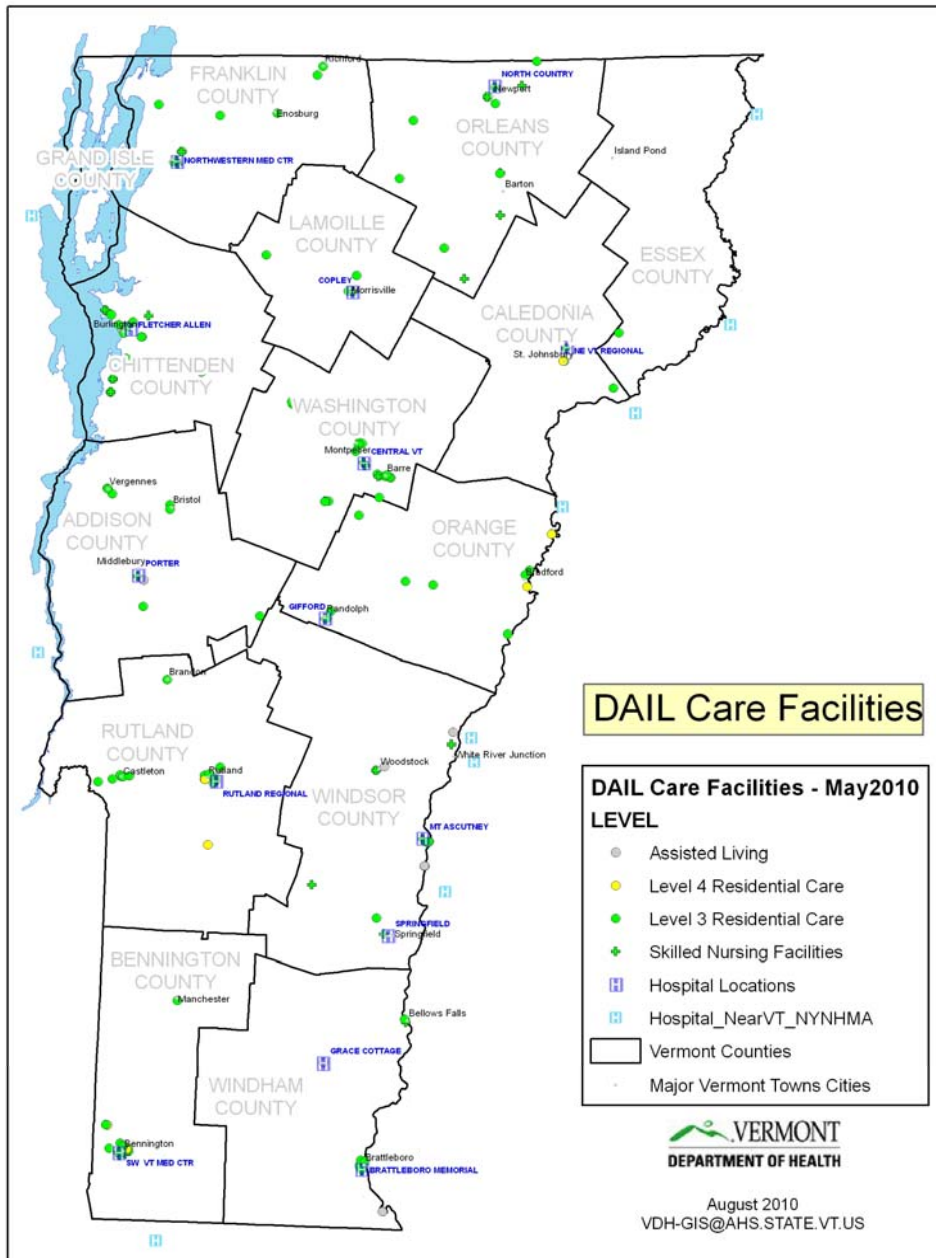 Richford
FRANKLIN
COUNTY
NORTH COUNTRY
Newport
Enosburg
ORLEANS
COUNTY
Island Pond
GRAND ISLE
COUNTY
NORTHWESTERN MED CTR
Barton
LAMOILLE
COUNTY
ESSEX
COUNTY
COPLEY
Morrisville
CALEDONIA
COUNTY
Burlington
FLETCHER ALLEN
NE VT REGIONAL
St. Johnsbury
CHITTENDEN
COUNTY
WASHINGTON
COUNTY
Montpelier
CENTRAL VT
Barre
Vergennes
Bristol
ADDISON
COUNTY
ORANGE
COUNTY
Middlebury
PORTER
Bradford
GIFFORD
Randolph
Brandon
DAIL Care Facilities
RUTLAND
COUNTY
Woodstock
White River Junction
Castleton
Rutland
RUTLAND REGIONAL
WINDSOR
COUNTY
MT ASCUTNEY
SPRINGFIELD
Springfield
BENNINGTON
COUNTY
Manchester
Bellows Falls
GRACE COTTAGE
WINDHAM
COUNTY
Bennington
SW VT MED CTR
Brattleboro
BRATTLEBORO MEMORIAL
DAIL Care Facilities - May2010
LEVEL
Assisted Living
Level 4 Residential Care
Level 3 Residential Care
Skilled Nursing Facilities
H Hospital Locations
H Hospital_NearVT_NYNHMA
Vermont Counties
Major Vermont Towns Cities
VERMONT
DEPARTMENT OF HEALTH
August 2010
VDH-GIS@AHS.STATE.VT.US